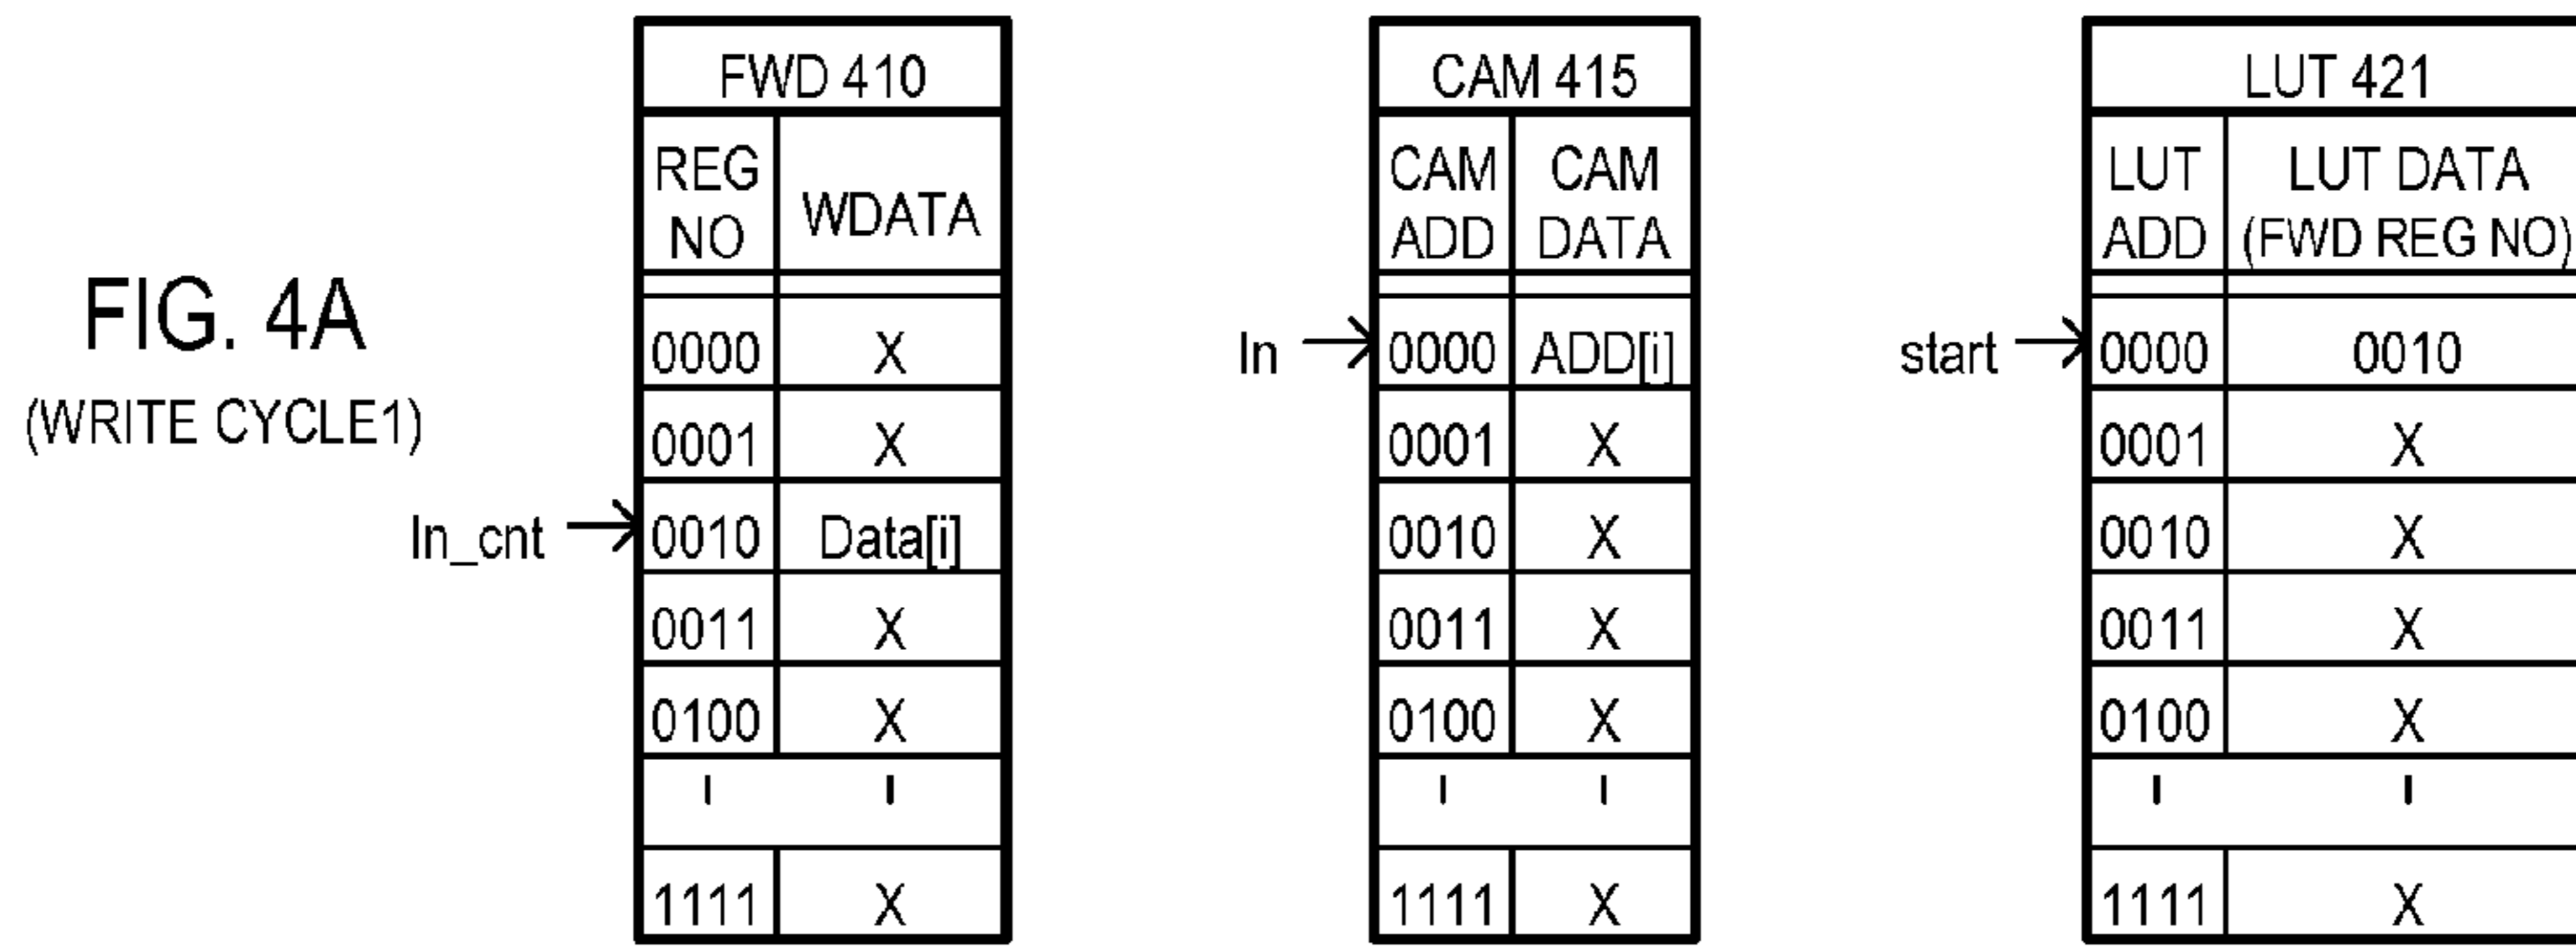 FIG. 4A
(WRITE CYCLE1)
FWD 410
REG NO WDATA
0000 X
0001 X
In_cnt 0010 Data[i]
0011 X
0100 X
1111 X
CAM 415
CAM ADD CAM DATA
In 0000 ADD[i]
0001 X
0010 X
0011 X
0100 X
1111 X
LUT 421
LUT ADD LUT DATA (FWD REG NO)
start 0000 0010
0001 X
0010 X
0011 X
0100 X
1111 X